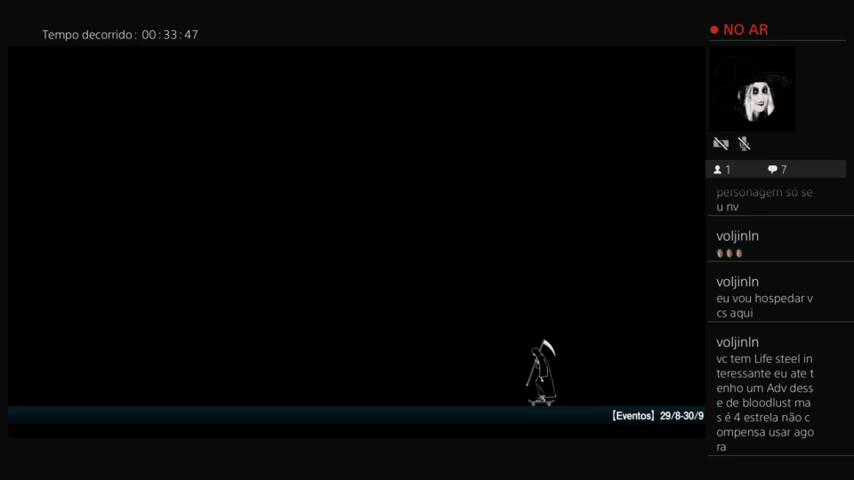 Tempo decorrido: 00:33:47
NO AR
1
7
personagem só se
u nv
voljinln
voljinln
eu vou hospedar v
cs aqui
voljinln
vc tem Life steel in
teressante eu ate t
enho um Adv dess
e de bloodlust ma
s é 4 estrela não c
ompensa usar ago
ra
【Eventos】29/8-30/9